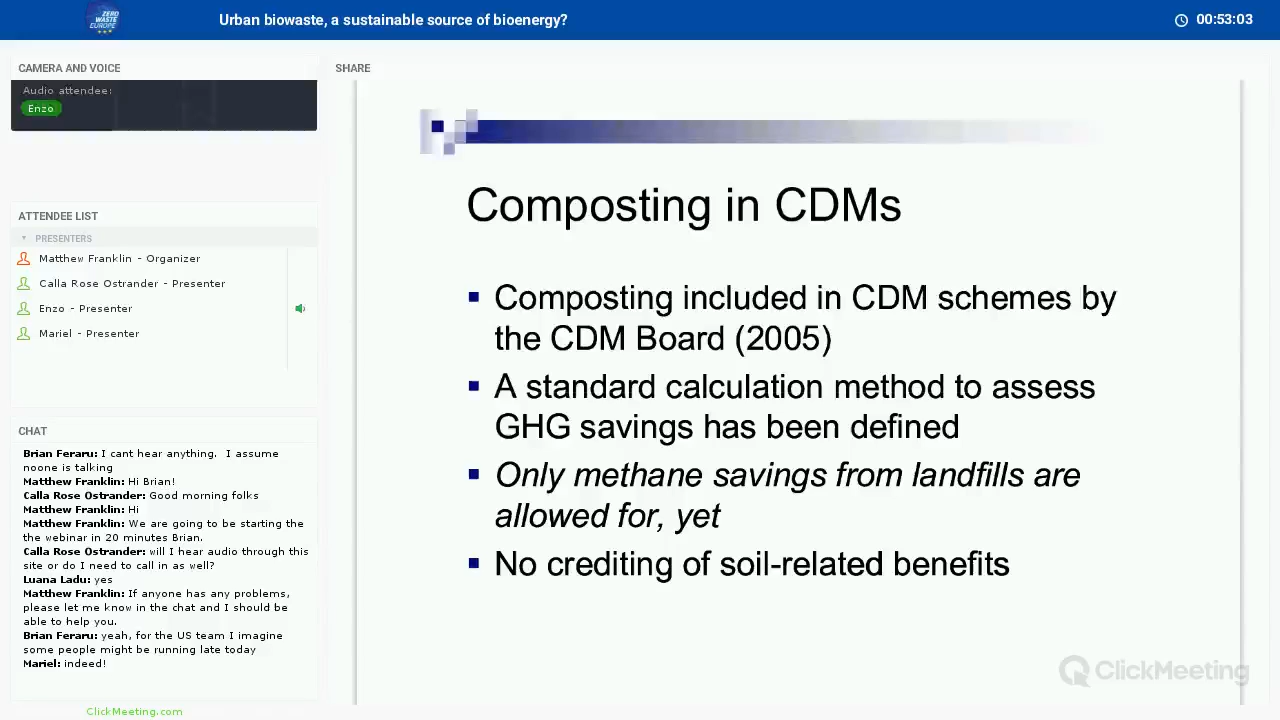 ZERO
WASTE
EUROPE
Urban biowaste, a sustainable source of bioenergy?
00:53:03
CAMERA AND VOICE
Audio attendee:
Enzo
ATTENDEE LIST
PRESENTERS
Matthew Franklin - Organizer
Calla Rose Ostrander - Presenter
Enzo - Presenter
Mariel - Presenter
CHAT
Brian Feraru: I cant hear anything. I assume
noone is talking
Matthew Franklin: Hi Brian!
Calla Rose Ostrander: Good morning folks
Matthew Franklin: Hi
Matthew Franklin: We are going to be starting the
the webinar in 20 minutes Brian.
Calla Rose Ostrander: will I hear audio through this
site or do I need to call in as well?
Luana Ladu: yes
Matthew Franklin: If anyone has any problems,
please let me know in the chat and I should be
able to help you.
Brian Feraru: yeah, for the US team I imagine
some people might be running late today
Mariel: indeed!
ClickMeeting.com
SHARE
Composting in CDMs
Composting included in CDM schemes by
the CDM Board (2005)
A standard calculation method to assess
GHG savings has been defined
Only methane savings from landfills are
allowed for, yet
No crediting of soil-related benefits
ClickMeeting